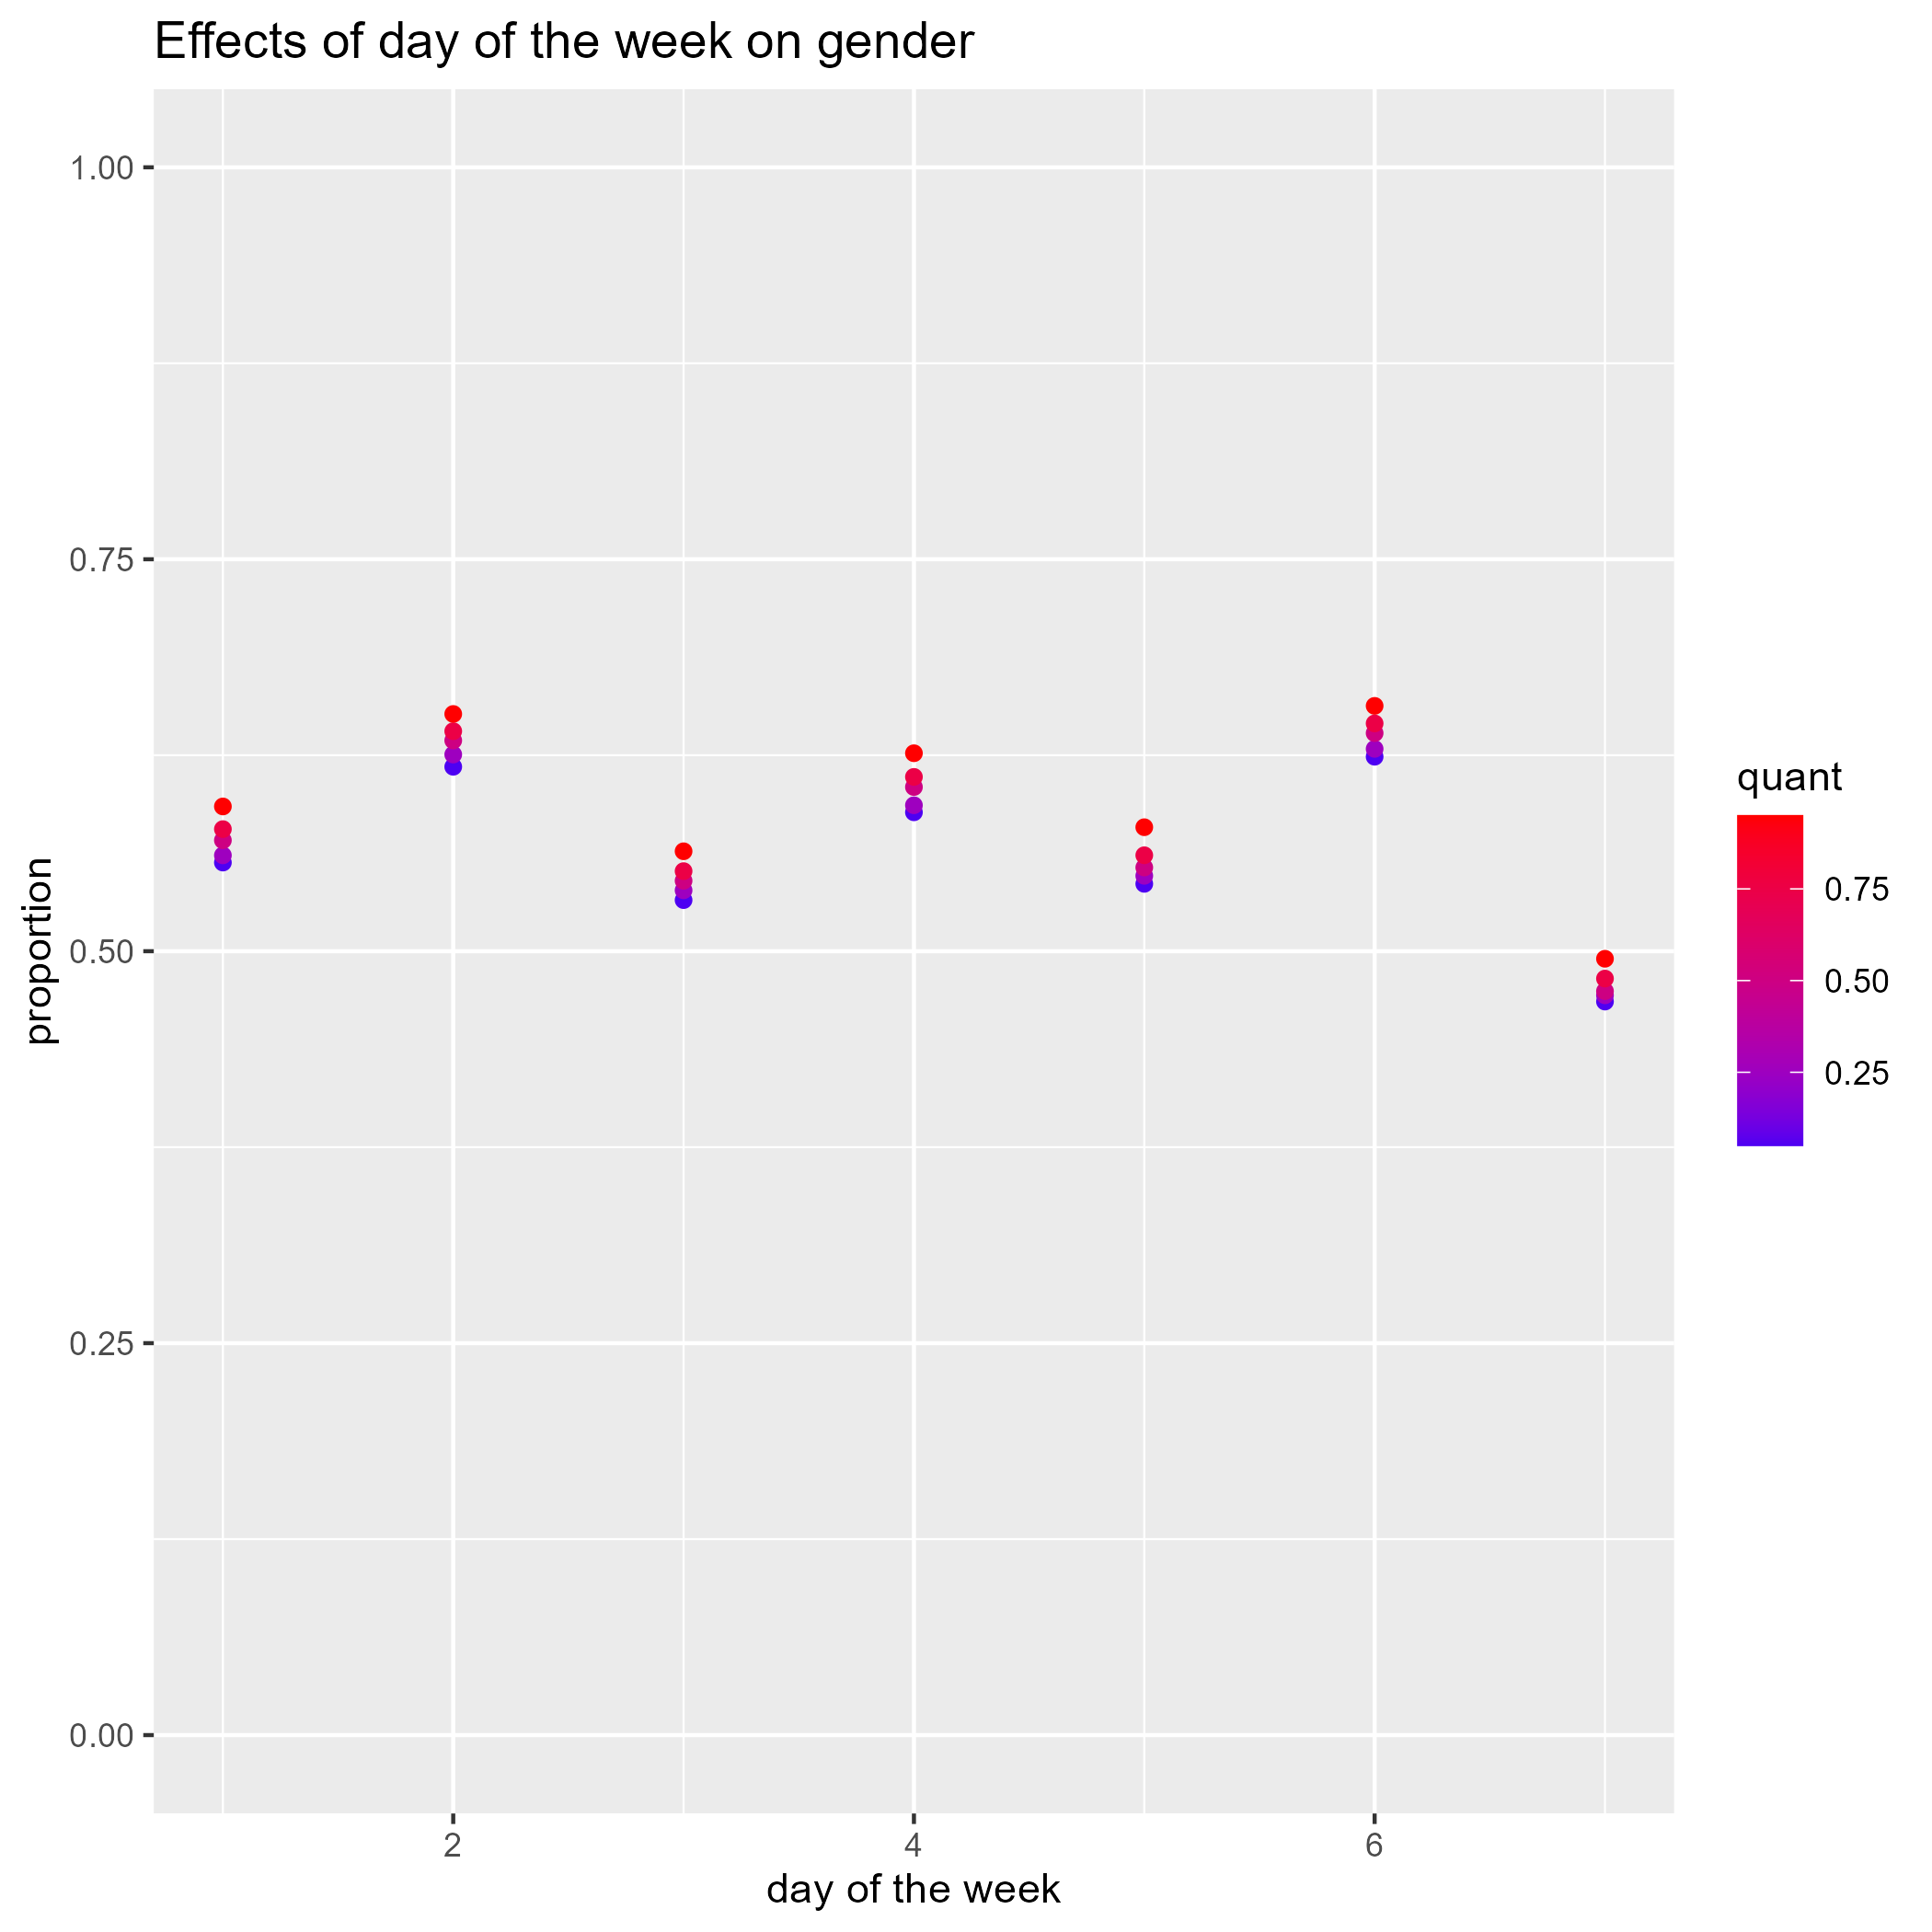 Effects of day of the week on gender
1.00
0.75
0.50
0.25
0.00
proportion
2 4 6
day of the week
quant
0.75
0.50
0.25